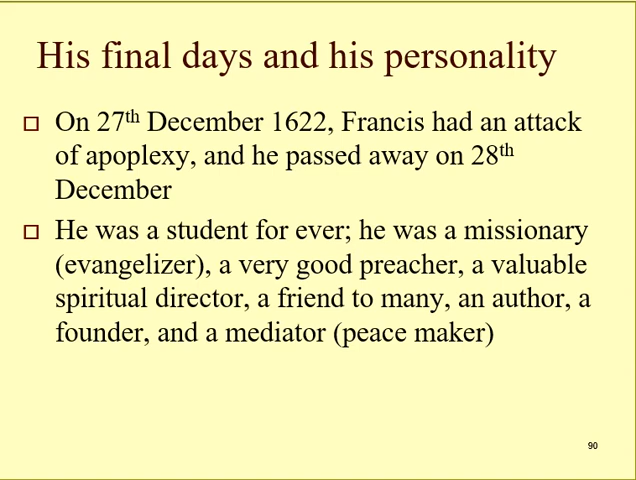 His final days and his personality
On 27th December 1622, Francis had an attack
of apoplexy, and he passed away on 28th
December
He was a student for ever; he was a missionary
(evangelizer), a very good preacher, a valuable
spiritual director, a friend to many, an author, a
founder, and a mediator (peace maker)
90